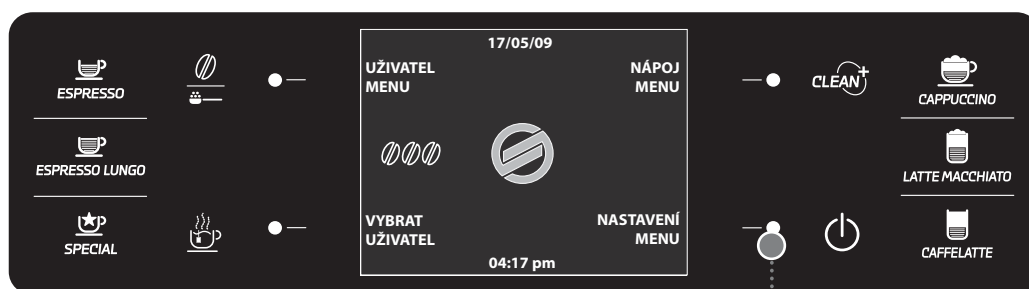 17/05/09
UŽIVATEL
MENU
NÁPOJ
MENU
VYBRAT
UŽIVATEL
NASTAVENÍ
MENU
04:17 pm
ESPRESSO
ESPRESSO LUNGO
SPECIAL
CLEAN+
CAPPUCCINO
LATTE MACCHIATO
CAFFELATTE